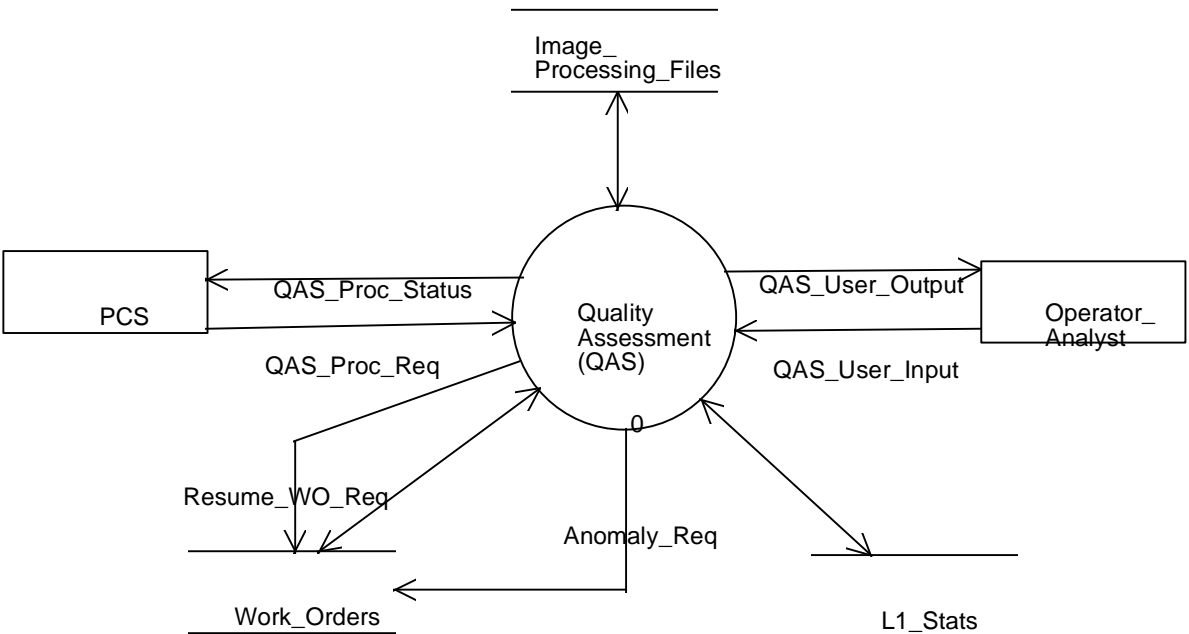 Image_
Processing_Files
QAS_Proc_Status
QAS_User_Output
PCS
Quality
Assessment
(QAS)
Operator_
Analyst
QAS_Proc_Req
QAS_User_Input
0
Resume_WO_Req
Anomaly_Req
Work_Orders
L1_Stats